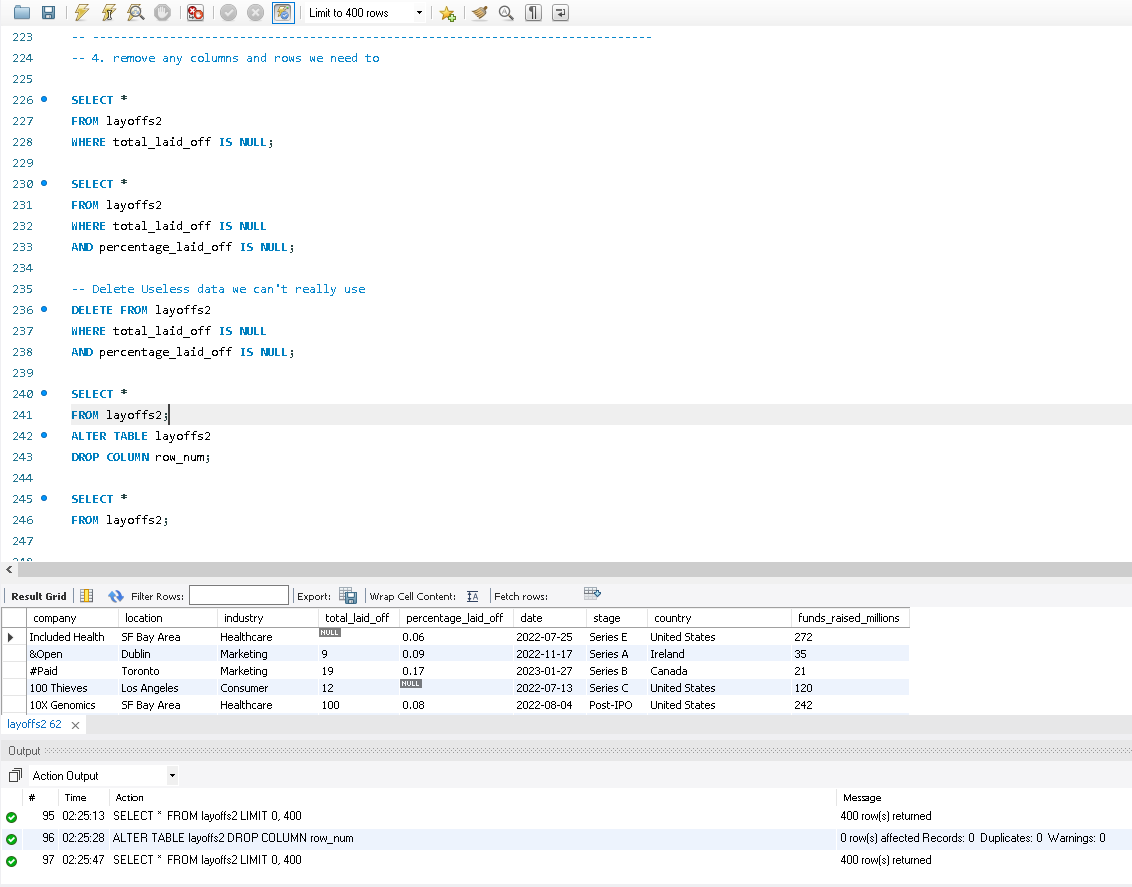 Limit to 400 rows
223 -- --------------------------------------------------------------------------------
224 -- 4. remove any columns and rows we need to
225
226 SELECT *
227 FROM layoffs2
228 WHERE total_laid_off IS NULL;
229
230 SELECT *
231 FROM layoffs2
232 WHERE total_laid_off IS NULL
233 AND percentage_laid_off IS NULL;
234
235 -- Delete Useless data we can't really use
236 DELETE FROM layoffs2
237 WHERE total_laid_off IS NULL
238 AND percentage_laid_off IS NULL;
239
240 SELECT *
241 FROM layoffs2;
242 ALTER TABLE layoffs2
243 DROP COLUMN row_num;
244
245 SELECT *
246 FROM layoffs2;
247
Result Grid Filter Rows: Export: Wrap Cell Content: Fetch rows:
company location industry total_laid_off percentage_laid_off date stage country funds_raised_millions
Included Health SF Bay Area Healthcare NULL 0.06 2022-07-25 Series E United States 272
&Open Dublin Marketing 9 0.09 2022-11-17 Series A Ireland 35
#Paid Toronto Marketing 19 0.17 2023-01-27 Series B Canada 21
100 Thieves Los Angeles Consumer 12 NULL 2022-07-13 Series C United States 120
10X Genomics SF Bay Area Healthcare 100 0.08 2022-08-04 Post-IPO United States 242
layoffs2 62
Output
Action Output
# Time Action Message
95 02:25:13 SELECT * FROM layoffs2 LIMIT 0, 400 400 row(s) returned
96 02:25:28 ALTER TABLE layoffs2 DROP COLUMN row_num 0 row(s) affected Records: 0 Duplicates: 0 Warnings: 0
97 02:25:47 SELECT * FROM layoffs2 LIMIT 0, 400 400 row(s) returned